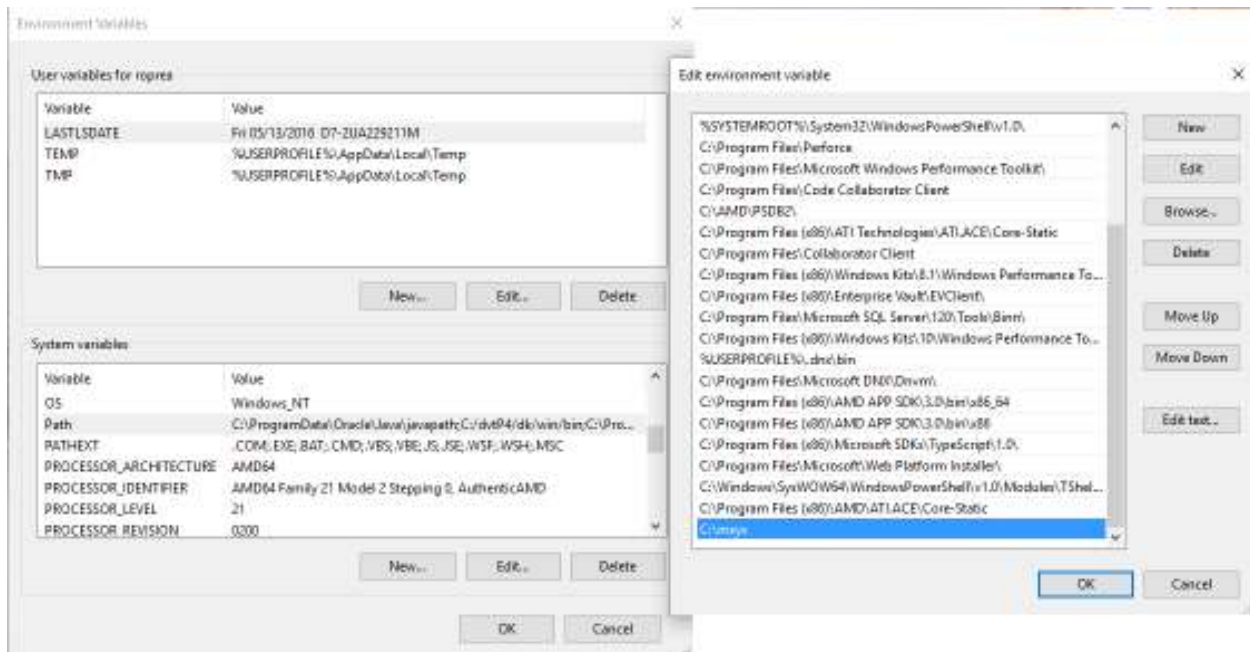 Environment Variables
User variables for roprea
Variable Value
LASTLSDATE Fri 05/13/2016 D7-2UA229211M
TEMP %USERPROFILE%\AppData\Local\Temp
TMP %USERPROFILE%\AppData\Local\Temp
New... Edit... Delete
System variables
Variable Value
OS Windows_NT
Path C:\ProgramData\Oracle\Java\javapath;C:/dvtP4/dk/win/bin;C:\Pro...
PATHEXT .COM;.EXE;.BAT;.CMD;.VBS;.VBE;.JS;.JSE;.WSF;.WSH;.MSC
PROCESSOR_ARCHITECTURE AMD64
PROCESSOR_IDENTIFIER AMD64 Family 21 Model 2 Stepping 0, AuthenticAMD
PROCESSOR_LEVEL 21
PROCESSOR_REVISION 0200
New... Edit... Delete
OK Cancel
Edit environment variable
%SYSTEMROOT%\System32\WindowsPowerShell\v1.0\
C:\Program Files\Perforce
C:\Program Files\Microsoft Windows Performance Toolkit\
C:\Program Files\Code Collaborator Client
C:\AMD\PSDB2\
C:\Program Files (x86)\ATI Technologies\ATI.ACE\Core-Static
C:\Program Files\Collaborator Client
C:\Program Files (x86)\Windows Kits\8.1\Windows Performance To...
C:\Program Files (x86)\Enterprise Vault\EVClient\
C:\Program Files\Microsoft SQL Server\120\Tools\Binn\
C:\Program Files (x86)\Windows Kits\10\Windows Performance To...
%USERPROFILE%\.dnx\bin
C:\Program Files\Microsoft DNX\Dnvm\
C:\Program Files (x86)\AMD APP SDK\3.0\bin\x86_64
C:\Program Files (x86)\AMD APP SDK\3.0\bin\x86
C:\Program Files (x86)\Microsoft SDKs\TypeScript\1.0\
C:\Program Files\Microsoft\Web Platform Installer\
C:\Windows\SysWOW64\WindowsPowerShell\v1.0\Modules\TShel...
C:\Program Files (x86)\AMD\ATI.ACE\Core-Static
New
Edit
Browse...
Delete
Move Up
Move Down
Edit text...
OK Cancel